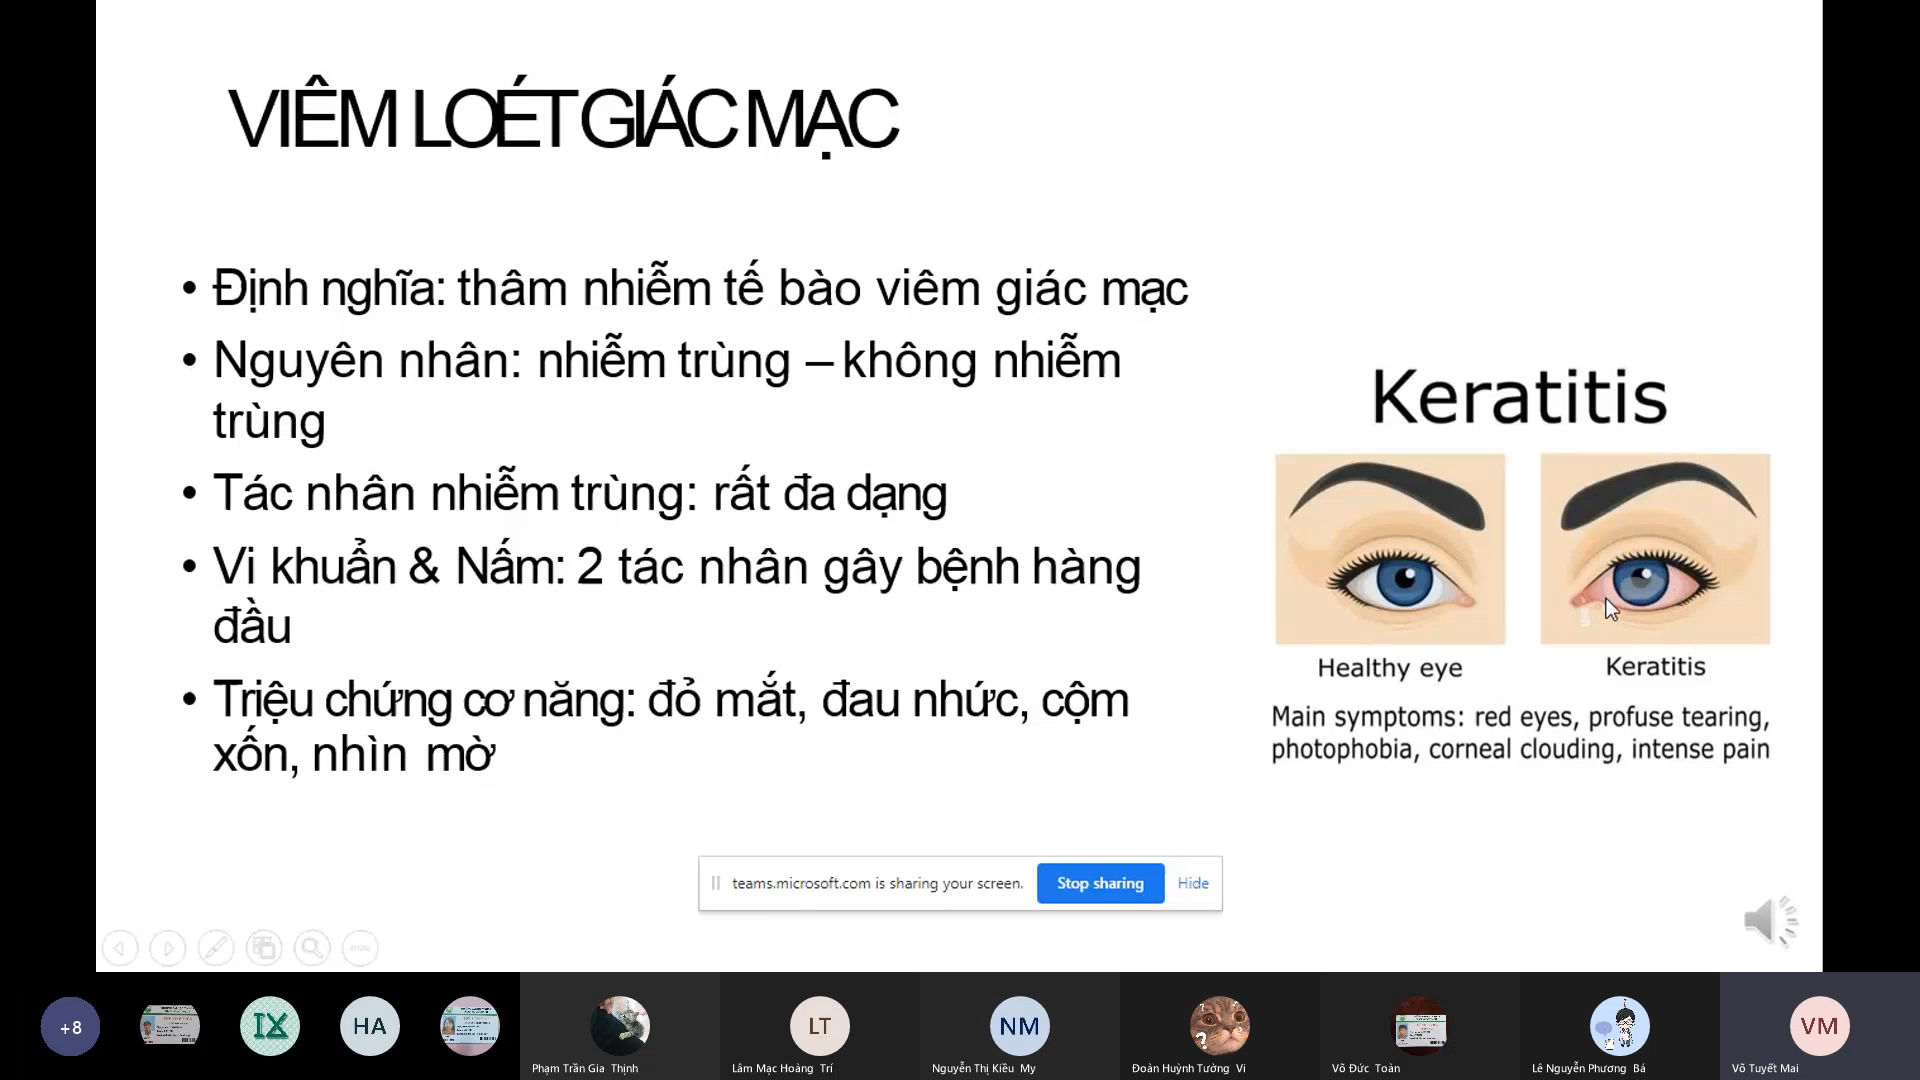 VIÊM LOÉT GIÁC MẠC
• Định nghĩa: thâm nhiễm tế bào viêm giác mạc
• Nguyên nhân: nhiễm trùng – không nhiễm
trùng
• Tác nhân nhiễm trùng: rất đa dạng
• Vi khuẩn & Nấm: 2 tác nhân gây bệnh hàng
đầu
• Triệu chứng cơ năng: đỏ mắt, đau nhức, cộm
xốn, nhìn mờ
Keratitis
Healthy eye
Keratitis
Main symptoms: red eyes, profuse tearing,
photophobia, corneal clouding, intense pain
teams.microsoft.com is sharing your screen.
Stop sharing
Hide
+8
IX
HA
LT
NM
VM
Phạm Trần Gia Thịnh
Lâm Mạc Hoàng Trí
Nguyễn Thị Kiều My
Đoàn Huỳnh Tường Vi
Võ Đức Toàn
Lê Nguyễn Phương Bá
Võ Tuyết Mai